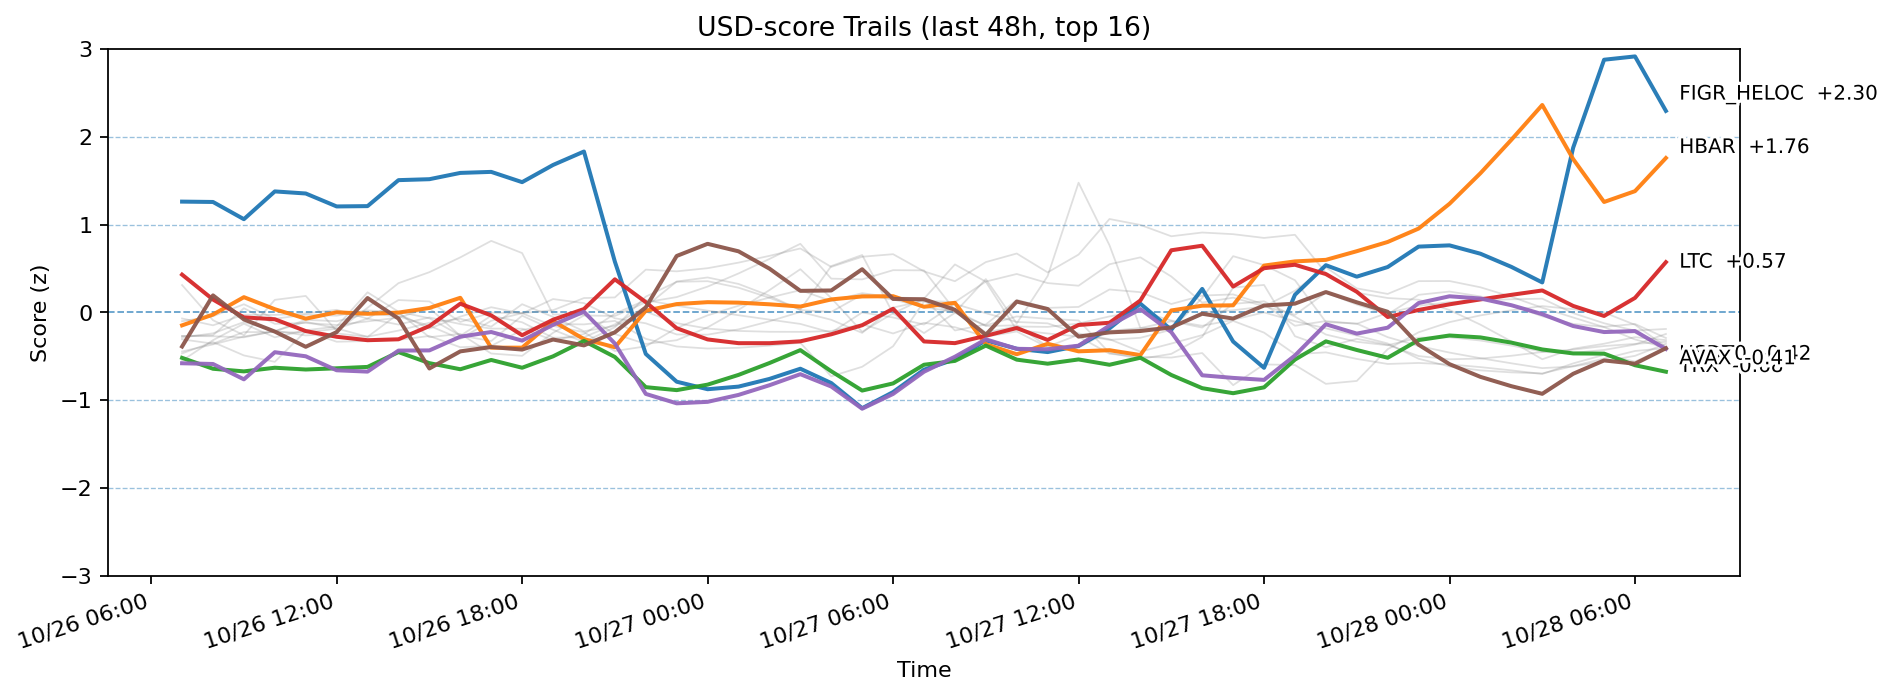 USD-score Trails (last 48h, top 16)
3
2
1
0
−1
−2
−3
Score (z)
FIGR_HELOC +2.30
HBAR +1.76
LTC +0.57
AVAX -0.41
10/26 06:00
10/26 12:00
10/26 18:00
10/27 00:00
10/27 06:00
10/27 12:00
10/27 18:00
10/28 00:00
10/28 06:00
Time